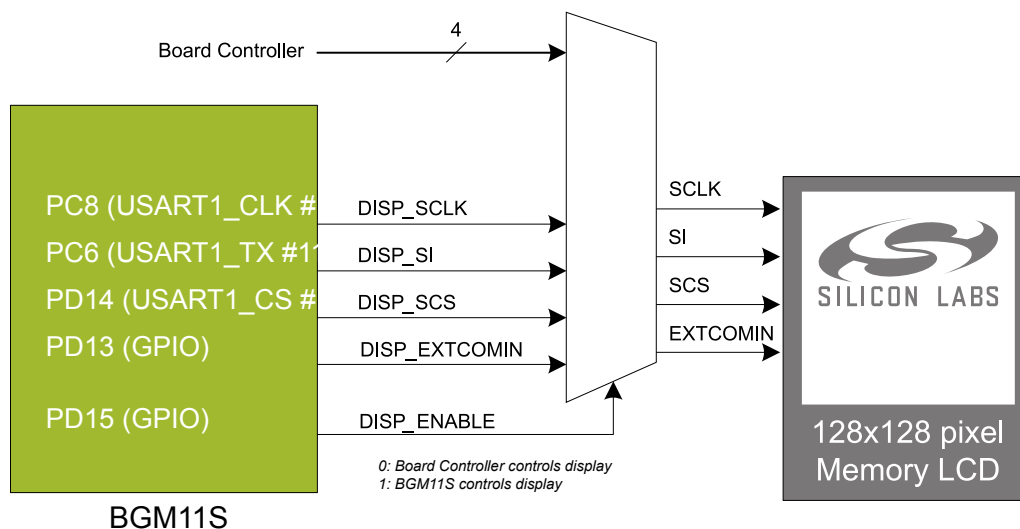 4
Board Controller
PC8 (USART1_CLK #
DISP_SCLK
SCLK
PC6 (USART1_TX #11
DISP_SI
SI
PD14 (USART1_CS #
DISP_SCS
SCS
PD13 (GPIO)
DISP_EXTCOMIN
EXTCOMIN
PD15 (GPIO)
DISP_ENABLE
0: Board Controller controls display
1: BGM11S controls display
BGM11S
SILICON LABS
128x128 pixel
Memory LCD